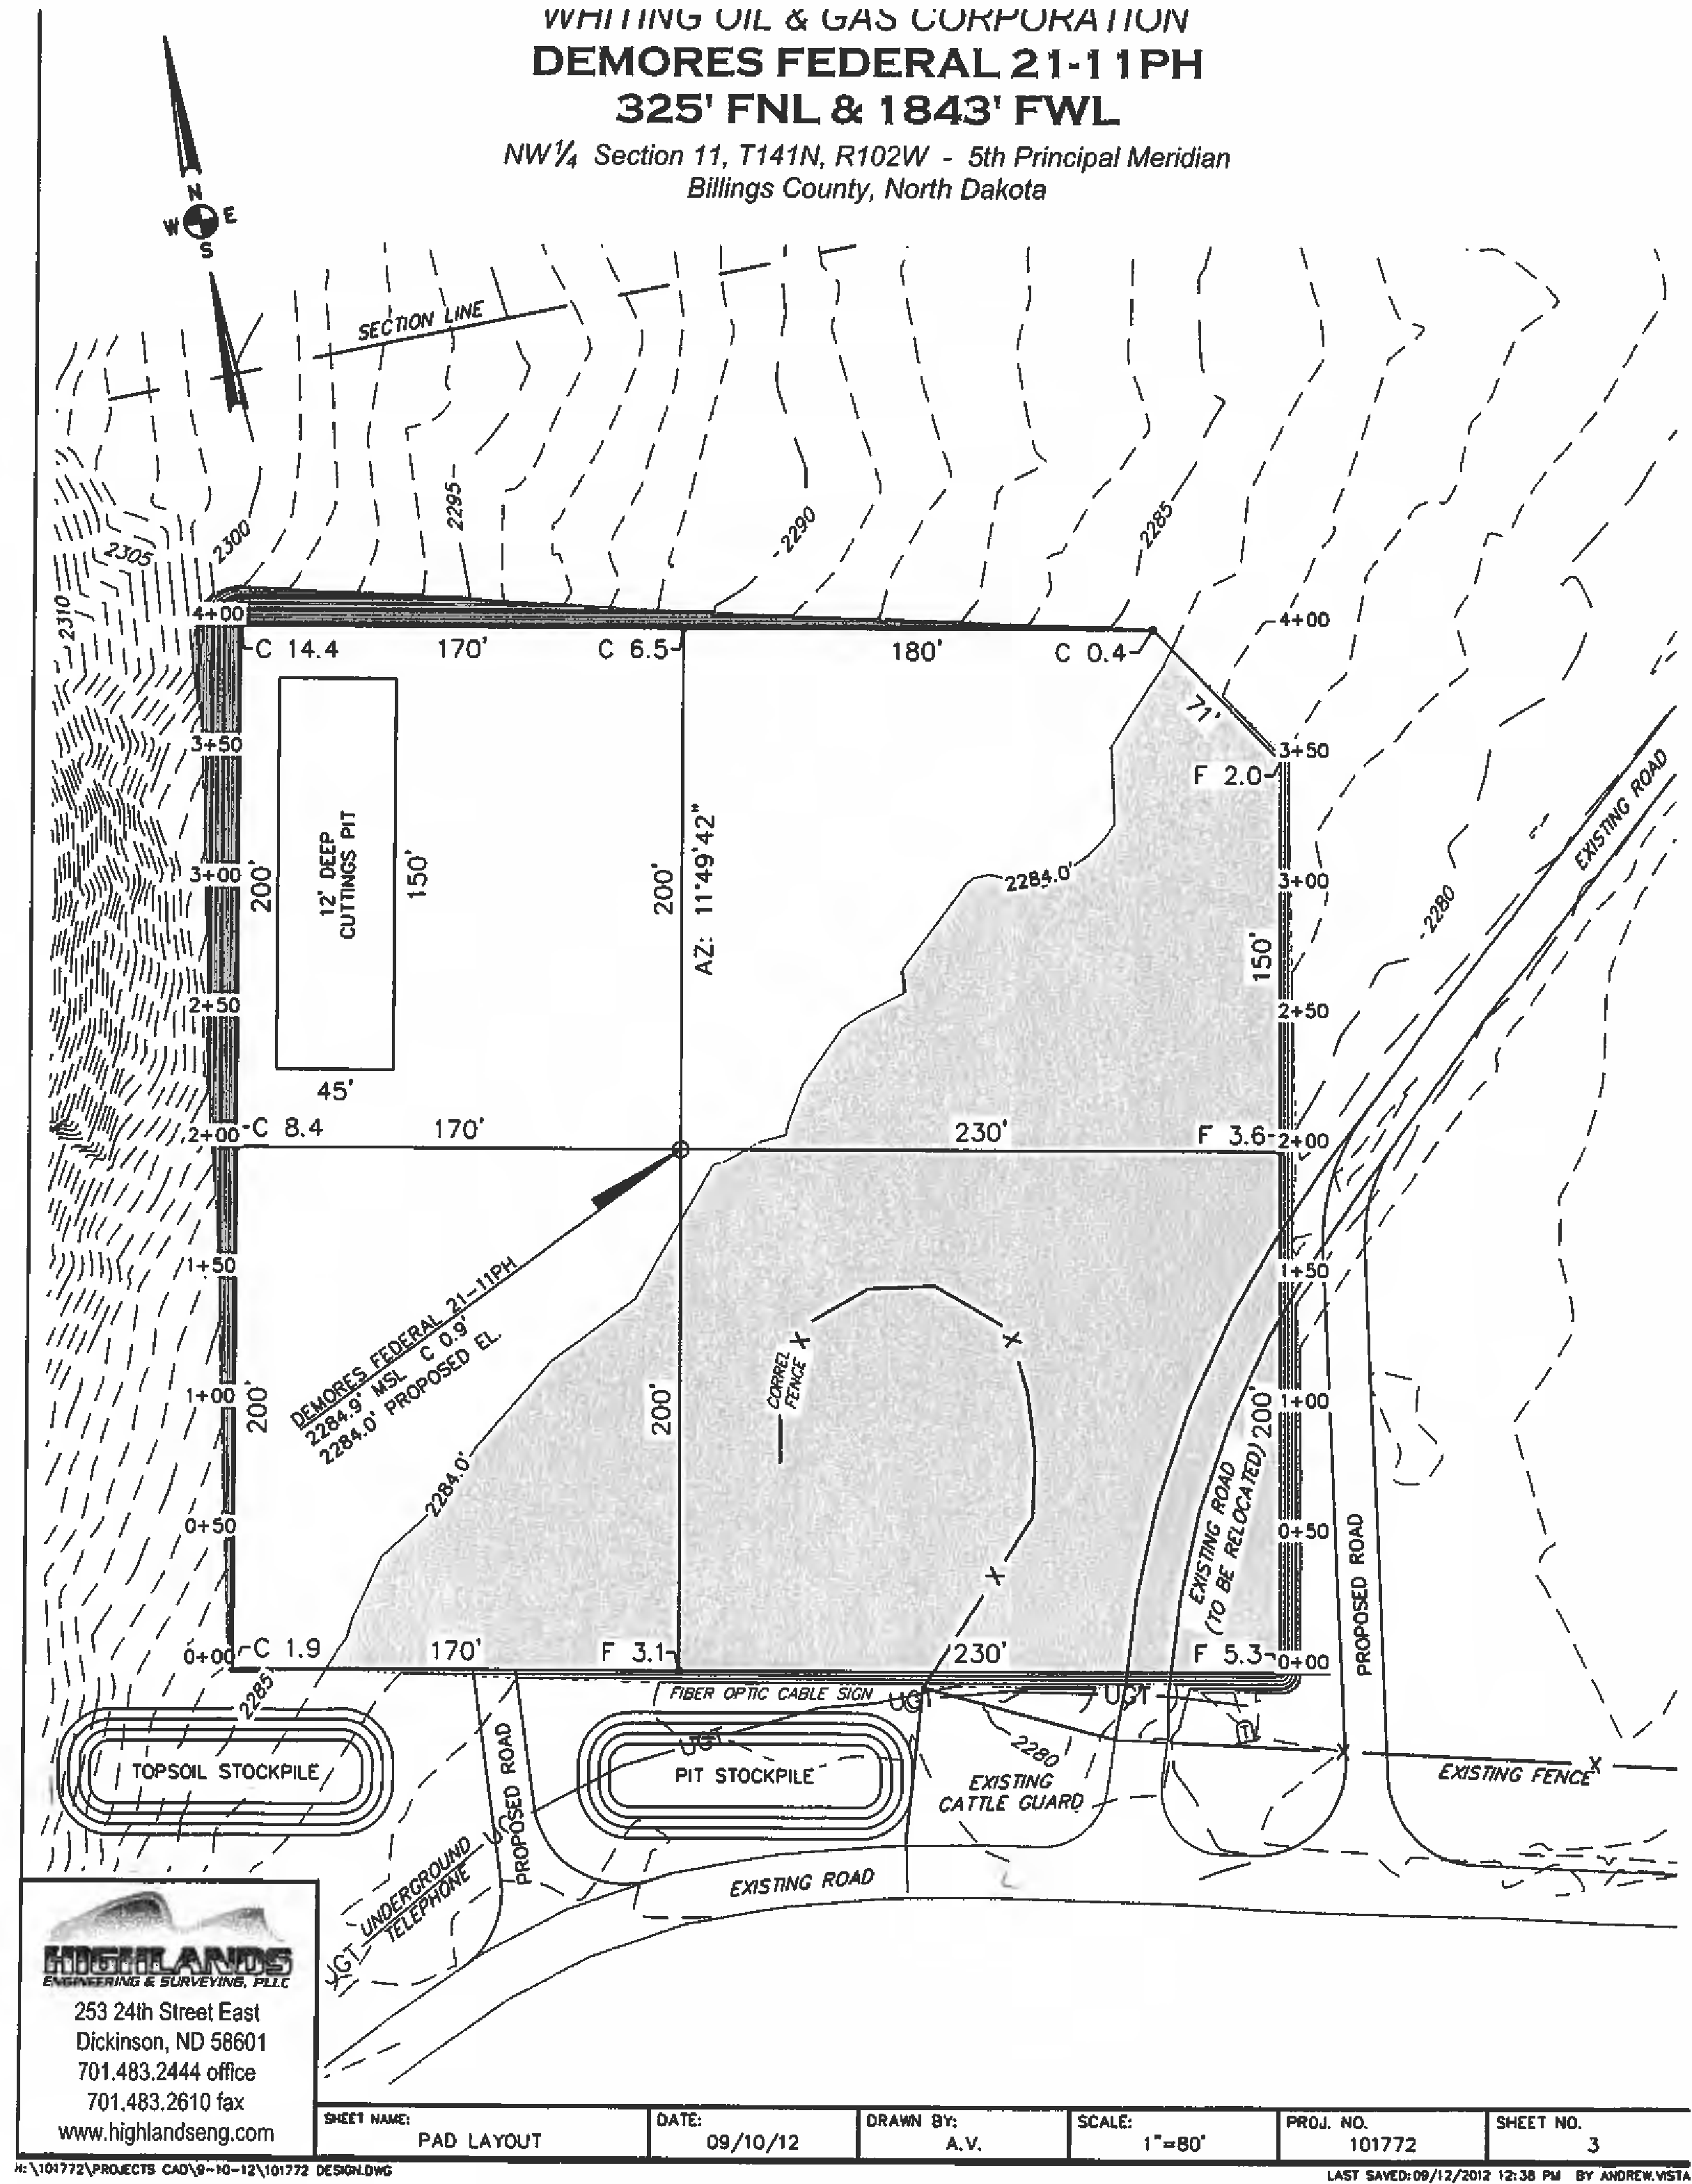 WHITING OIL & GAS CORPORATION
DEMORES FEDERAL 21-11PH
325' FNL & 1843' FWL
NW¼ Section 11, T141N, R102W - 5th Principal Meridian
Billings County, North Dakota
N
W E
S
SECTION LINE
2295
2300
2290
2285
2305
2310
4+00
4+00
C 14.4
170'
C 6.5
180'
C 0.4
71'
3+50
3+50
F 2.0
12' DEEP
CUTTINGS PIT
150'
45'
200'
200'
AZ: 11°49'42"
2284.0'
EXISTING ROAD
3+00
3+00
2280
150'
2+50
2+50
2+00
C 8.4
170'
230'
F 3.6
2+00
1+50
1+50
DEMORES FEDERAL 21-11PH
2284.9' MSL C 0.9'
2284.0' PROPOSED EL.
CORREL
FENCE
1+00
200'
200'
200'
1+00
2284.0'
EXISTING ROAD
(TO BE RELOCATED)
0+50
0+50
PROPOSED ROAD
0+00
C 1.9
170'
F 3.1
230'
F 5.3
0+00
2285
FIBER OPTIC CABLE SIGN
UGT
UGT
UGT
T
TOPSOIL STOCKPILE
PROPOSED ROAD
PIT STOCKPILE
2280
EXISTING
CATTLE GUARD
EXISTING FENCE
UNDERGROUND
TELEPHONE
UGT
EXISTING ROAD
HIGHLANDS
ENGINEERING & SURVEYING, PLLC
253 24th Street East
Dickinson, ND 58601
701.483.2444 office
701.483.2610 fax
www.highlandseng.com
SHEET NAME:
PAD LAYOUT
DATE:
09/10/12
DRAWN BY:
A.V.
SCALE:
1"=80'
PROJ. NO.
101772
SHEET NO.
3
H:\101772\PROJECTS CAD\9-10-12\101772 DESIGN.DWG
LAST SAVED: 09/12/2012 12:38 PM BY ANDREW.VISTA